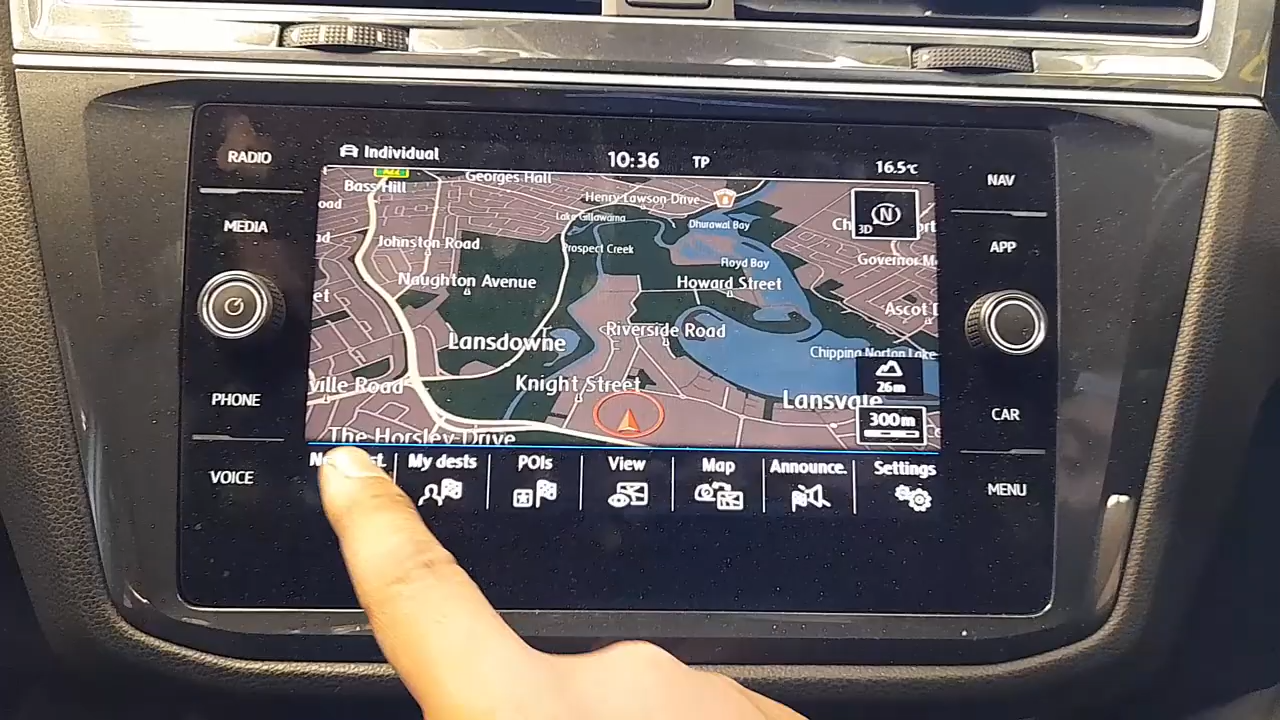 RADIO
MEDIA
PHONE
VOICE
NAV
APP
CAR
MENU
Individual
10:36
TP
16.5°C
A22
Bass Hill
Georges Hall
Henry Lawson Drive
Lake Gillawarna
Dhurawal Bay
Johnston Road
Prospect Creek
Floyd Bay
Governor M
Naughton Avenue
Howard Street
Ascot D
Lansdowne
Riverside Road
Chipping Norton Lake
ville Road
Knight Street
Lansvale
The Horsley Drive
N
3D
26m
300m
My dests
POIs
View
Map
Announce.
Settings